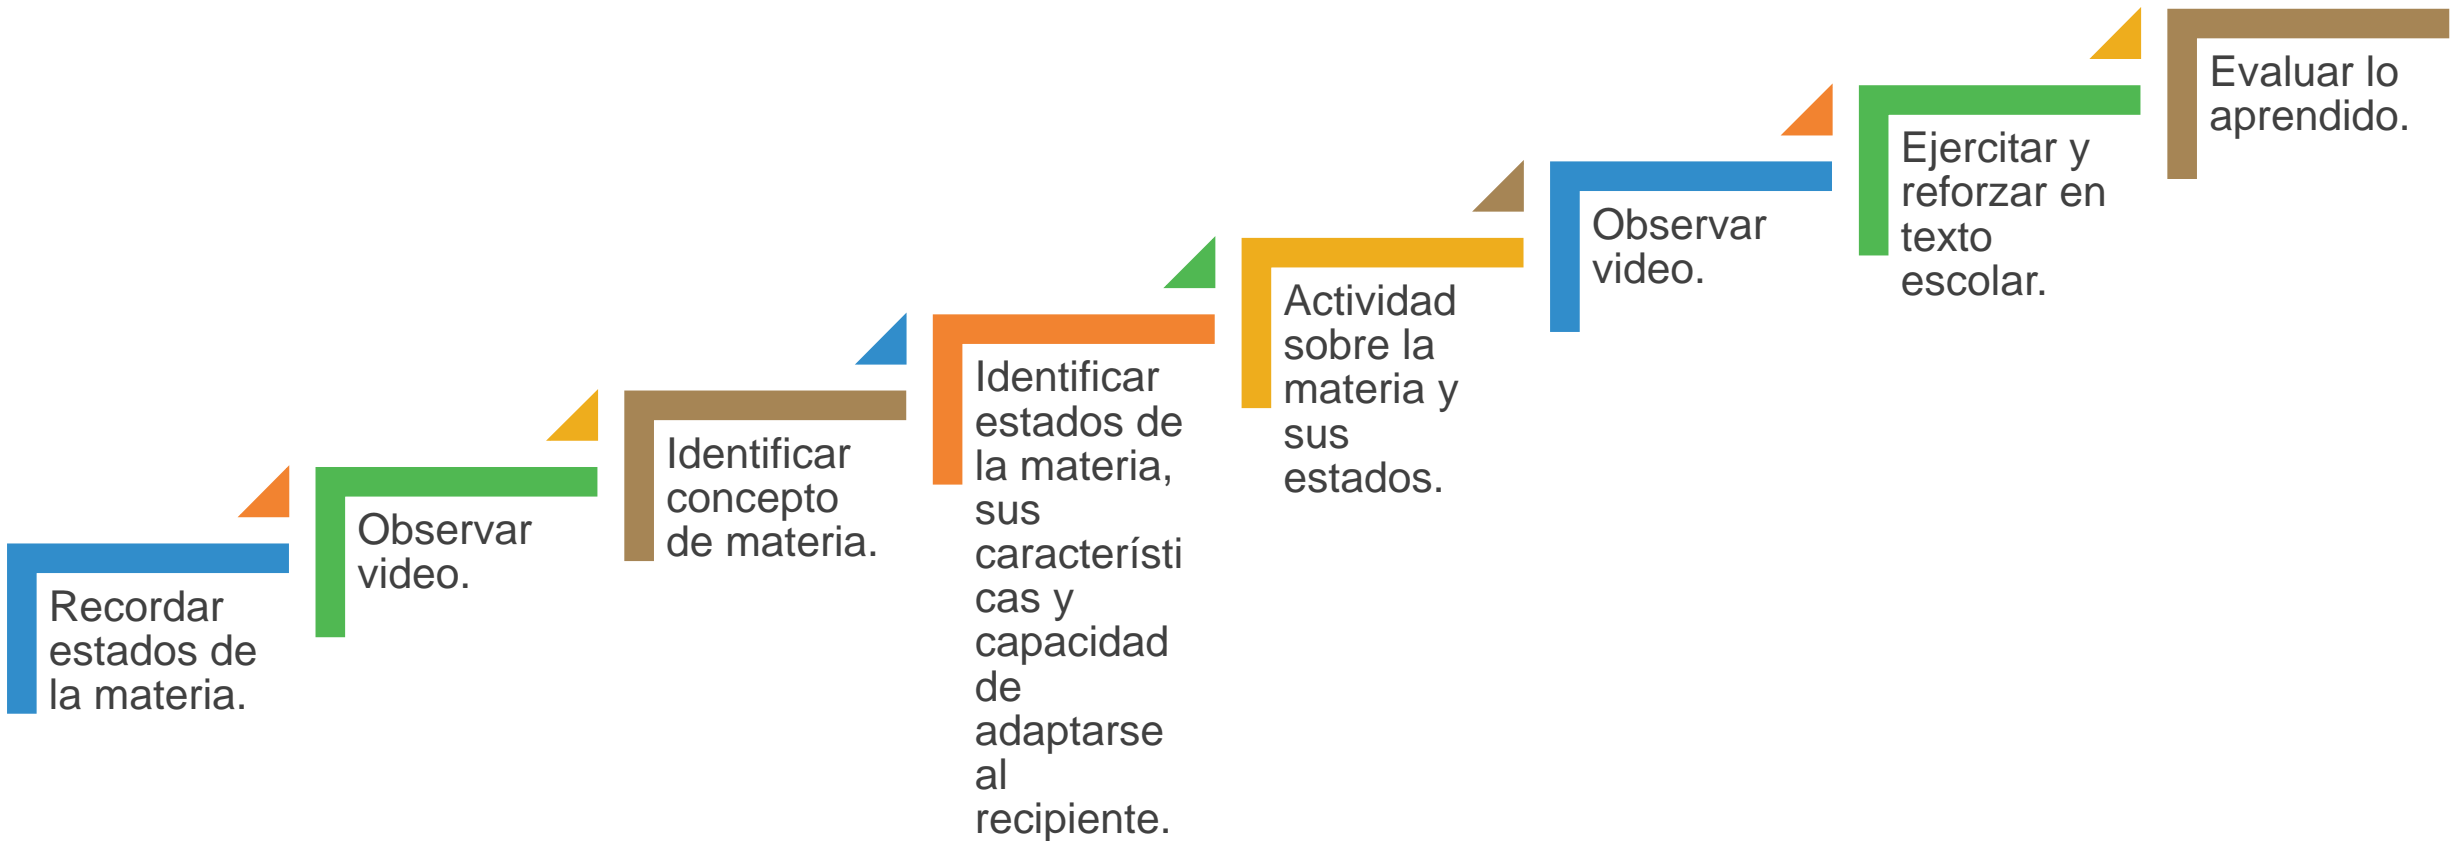 Recordar
estados de
la materia.
Observar
video.
Identificar
concepto
de materia.
Identificar
estados de
la materia,
sus
característi
cas y
capacidad
de
adaptarse
al
recipiente.
Actividad
sobre la
materia y
sus
estados.
Observar
video.
Ejercitar y
reforzar en
texto
escolar.
Evaluar lo
aprendido.